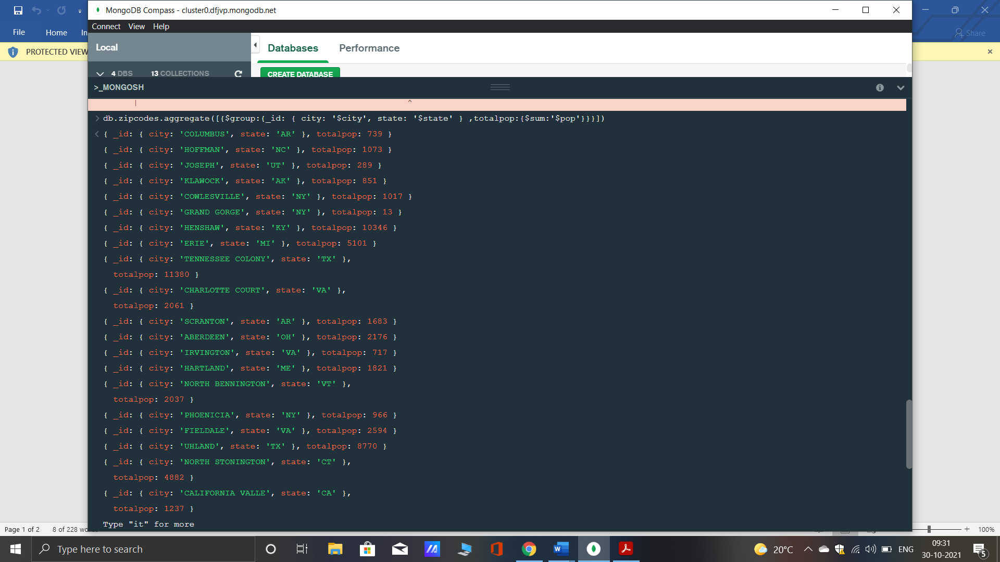 MongoDB Compass - cluster0.dfjvp.mongodb.net
Connect View Help
File Home In
Share
Local
Databases Performance
PROTECTED VIEW
4 DBS 13 COLLECTIONS
CREATE DATABASE
>_MONGOSH
db.zipcodes.aggregate([{$group:{_id: { city: '$city', state: '$state' } ,totalpop:{$sum:'$pop'}}}])
{ _id: { city: 'COLUMBUS', state: 'AR' }, totalpop: 739 }
{ _id: { city: 'HOFFMAN', state: 'NC' }, totalpop: 1073 }
{ _id: { city: 'JOSEPH', state: 'UT' }, totalpop: 289 }
{ _id: { city: 'KLAWOCK', state: 'AK' }, totalpop: 851 }
{ _id: { city: 'COWLESVILLE', state: 'NY' }, totalpop: 1017 }
{ _id: { city: 'GRAND GORGE', state: 'NY' }, totalpop: 13 }
{ _id: { city: 'HENSHAW', state: 'KY' }, totalpop: 10346 }
{ _id: { city: 'ERIE', state: 'MI' }, totalpop: 5101 }
{ _id: { city: 'TENNESSEE COLONY', state: 'TX' },
totalpop: 11380 }
{ _id: { city: 'CHARLOTTE COURT', state: 'VA' },
totalpop: 2061 }
{ _id: { city: 'SCRANTON', state: 'AR' }, totalpop: 1683 }
{ _id: { city: 'ABERDEEN', state: 'OH' }, totalpop: 2176 }
{ _id: { city: 'IRVINGTON', state: 'VA' }, totalpop: 717 }
{ _id: { city: 'HARTLAND', state: 'ME' }, totalpop: 1821 }
{ _id: { city: 'NORTH BENNINGTON', state: 'VT' },
totalpop: 2037 }
{ _id: { city: 'PHOENICIA', state: 'NY' }, totalpop: 966 }
{ _id: { city: 'FIELDALE', state: 'VA' }, totalpop: 2594 }
{ _id: { city: 'UHLAND', state: 'TX' }, totalpop: 8770 }
{ _id: { city: 'NORTH STONINGTON', state: 'CT' },
totalpop: 4882 }
{ _id: { city: 'CALIFORNIA VALLE', state: 'CA' },
totalpop: 1237 }
Type "it" for more
Page 1 of 2 8 of 228 wo
100%
Type here to search
20°C ENG
09:31
30-10-2021
5